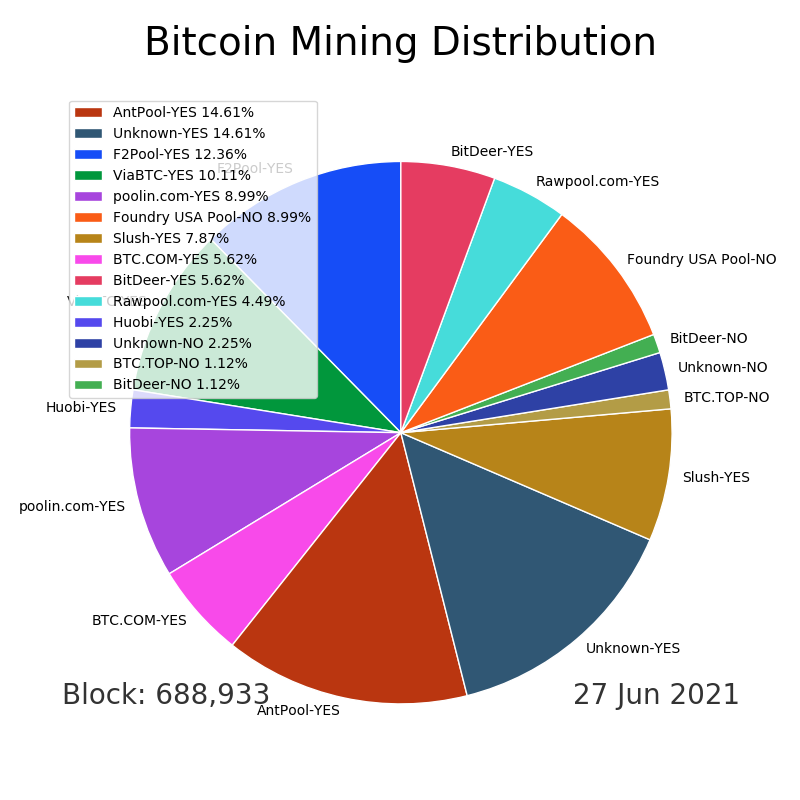 Bitcoin Mining Distribution
AntPool-YES 14.61%
Unknown-YES 14.61%
F2Pool-YES 12.36%
ViaBTC-YES 10.11%
poolin.com-YES 8.99%
Foundry USA Pool-NO 8.99%
Slush-YES 7.87%
BTC.COM-YES 5.62%
BitDeer-YES 5.62%
Rawpool.com-YES 4.49%
Huobi-YES 2.25%
Unknown-NO 2.25%
BTC.TOP-NO 1.12%
BitDeer-NO 1.12%
F2Pool-YES
BitDeer-YES
Rawpool.com-YES
Foundry USA Pool-NO
BitDeer-NO
Unknown-NO
BTC.TOP-NO
Slush-YES
Unknown-YES
AntPool-YES
BTC.COM-YES
poolin.com-YES
Huobi-YES
Block: 688,933
27 Jun 2021